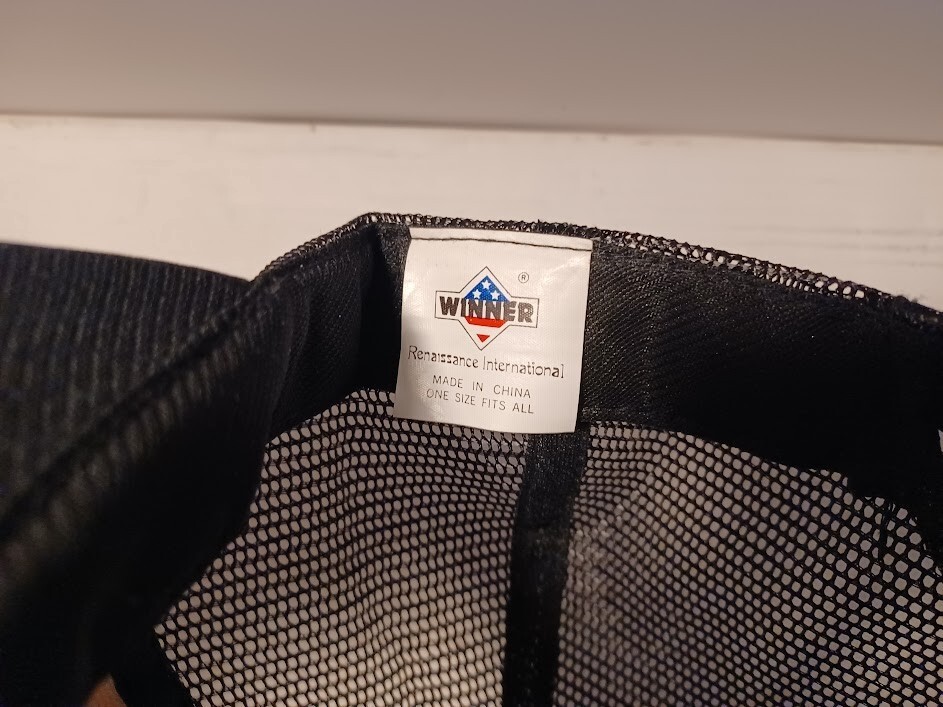 ®
WINNER
Renaissance International
MADE IN CHINA
ONE SIZE FITS ALL